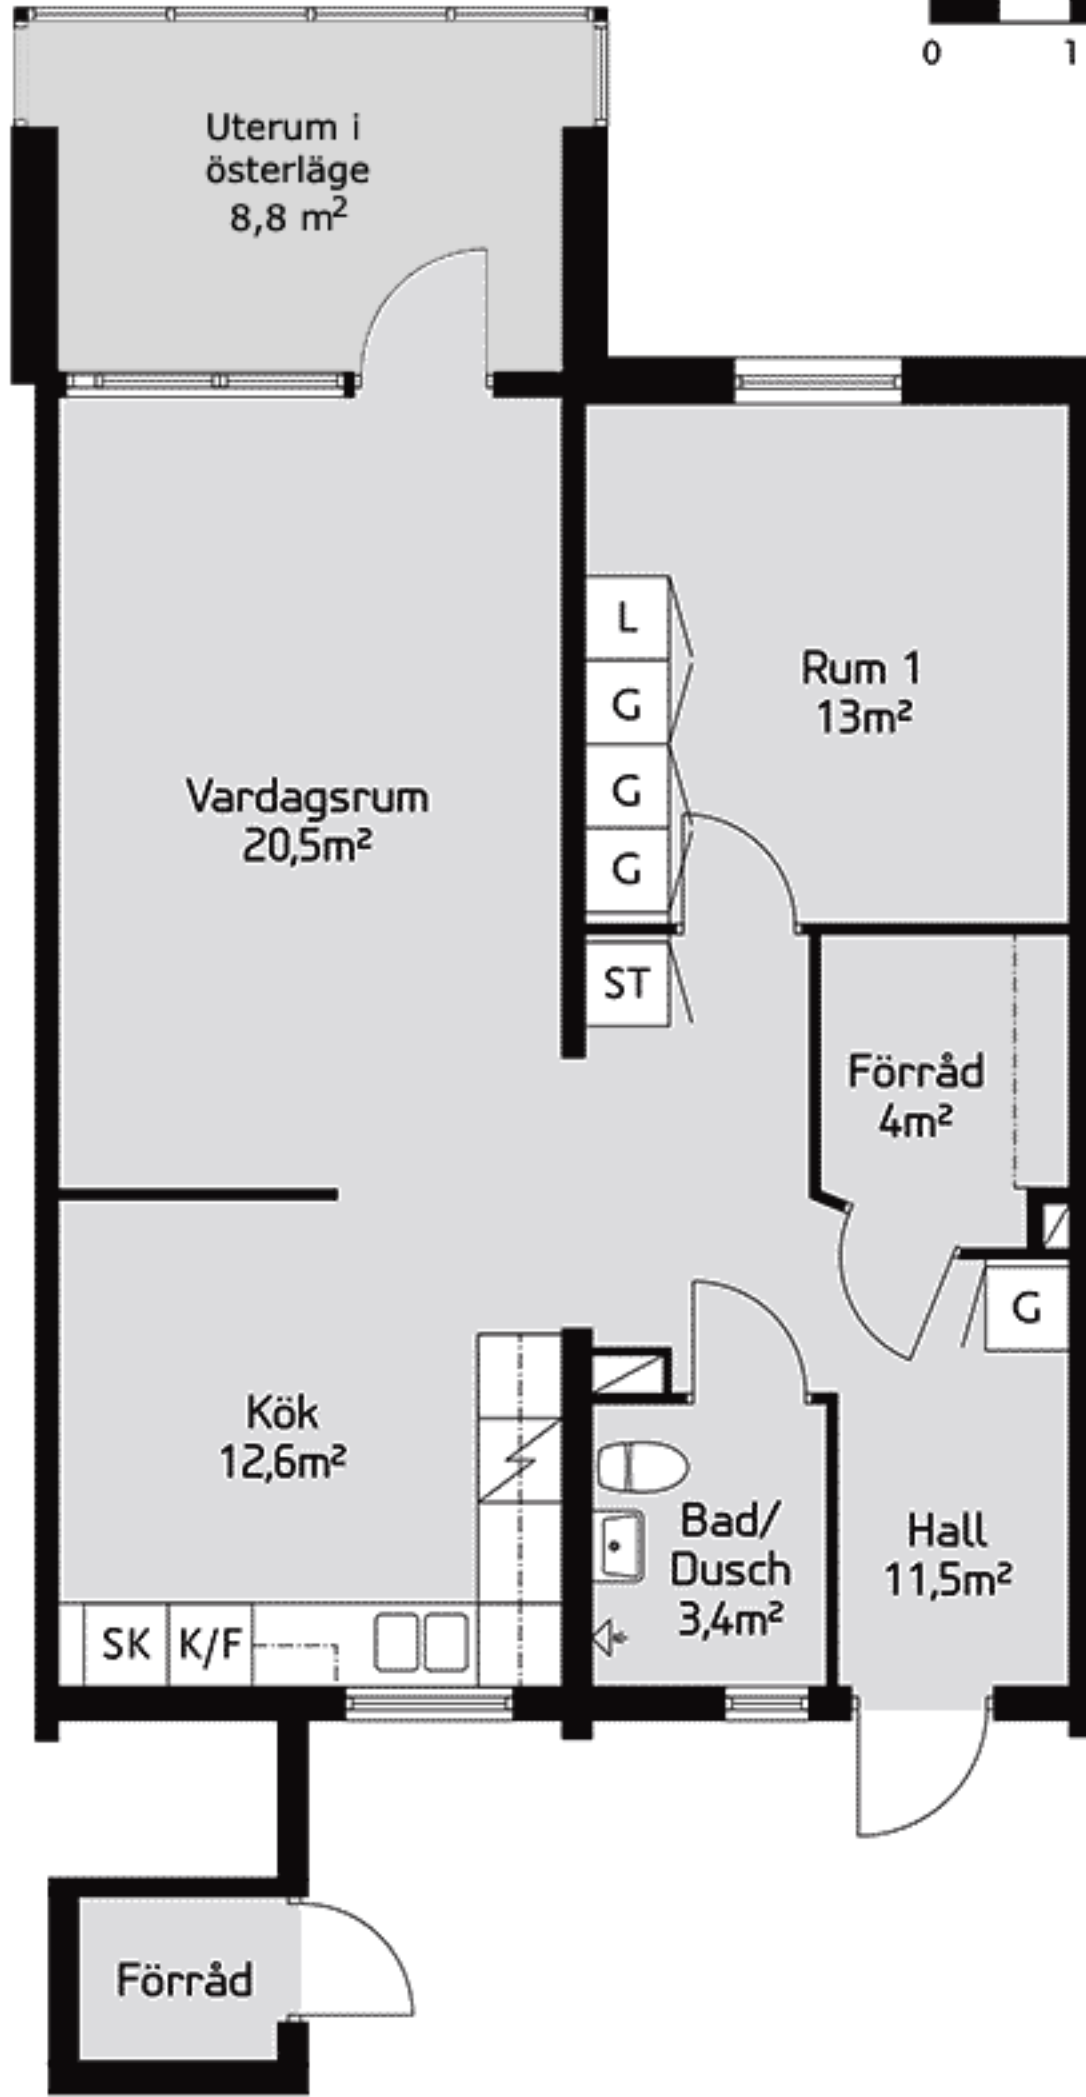 0 1
Uterum i
österläge
8,8 m²
L
G
G
G
Rum 1
13m²
Vardagsrum
20,5m²
ST
Förråd
4m²
G
Kök
12,6m²
Bad/
Dusch
3,4m²
Hall
11,5m²
SK K/F
Förråd